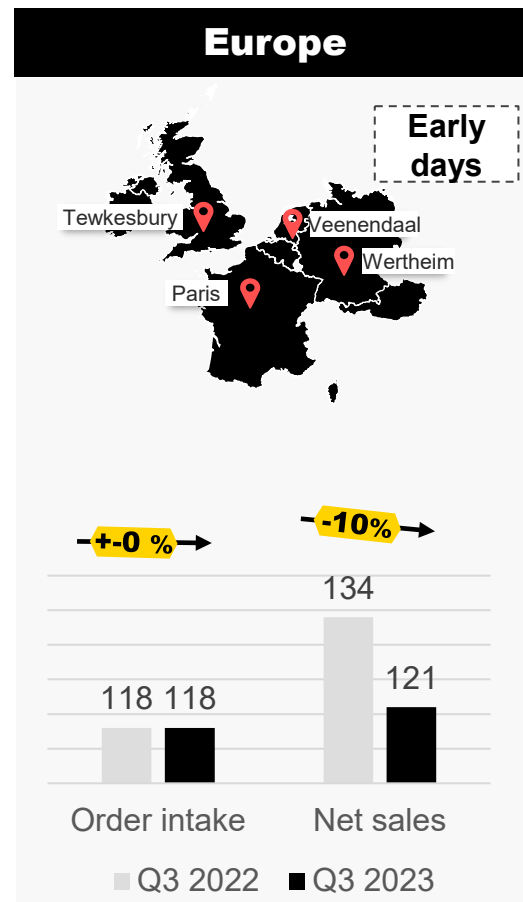 Europe
Early
days
Tewkesbury
Veenendaal
Wertheim
Paris
+-0 %
-10%
134
121
118 118
Order intake Net sales
Q3 2022 Q3 2023